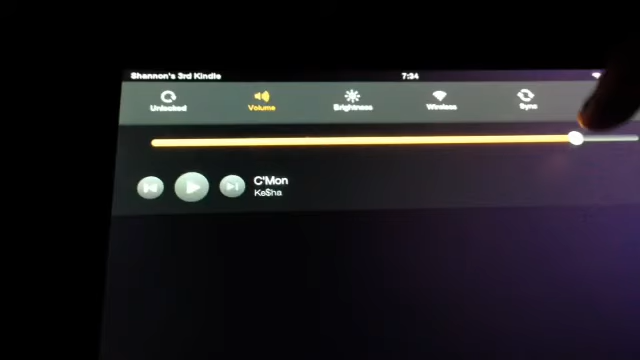 Shannon's 3rd Kindle 7:34
Unlocked Volume Brightness Wireless Sync
C'Mon
Ke$ha